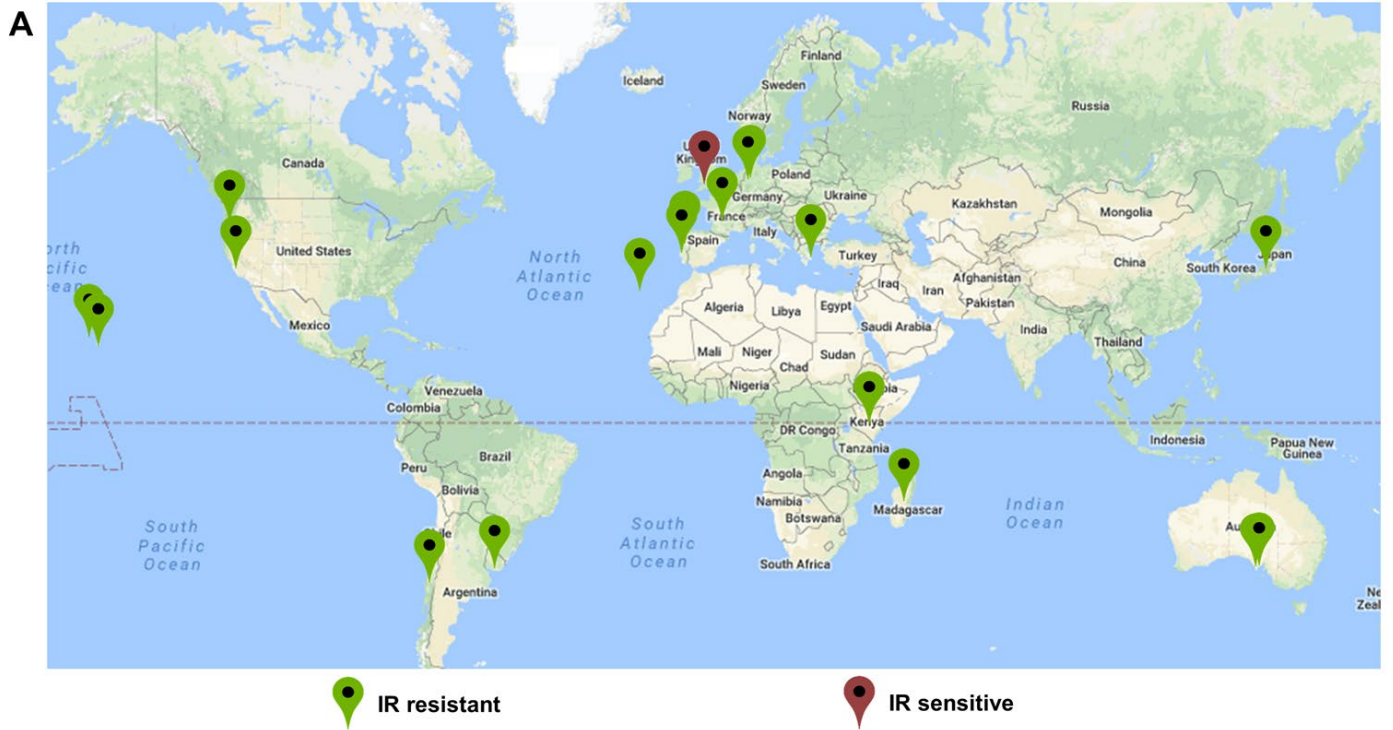 A
Finland
Iceland
Sweden
Russia
Norway
Canada
Poland
Germany
Ukraine
Kazakhstan
Mongolia
France
Italy
Spain
United States
North
Atlantic
Ocean
Turkey
China
South Korea
Afghanistan
Iraq
Iran
Pakistan
Algeria
Libya
Egypt
Saudi Arabia
India
Mexico
Mali
Niger
Chad
Sudan
Thailand
Nigeria
Venezuela
Colombia
Kenya
DR Congo
Tanzania
Indonesia
Papua New
Guinea
Brazil
Peru
Angola
Bolivia
Namibia
Botswana
Madagascar
Indian
Ocean
South
Pacific
Ocean
South
Atlantic
Ocean
South Africa
Argentina
IR resistant
IR sensitive